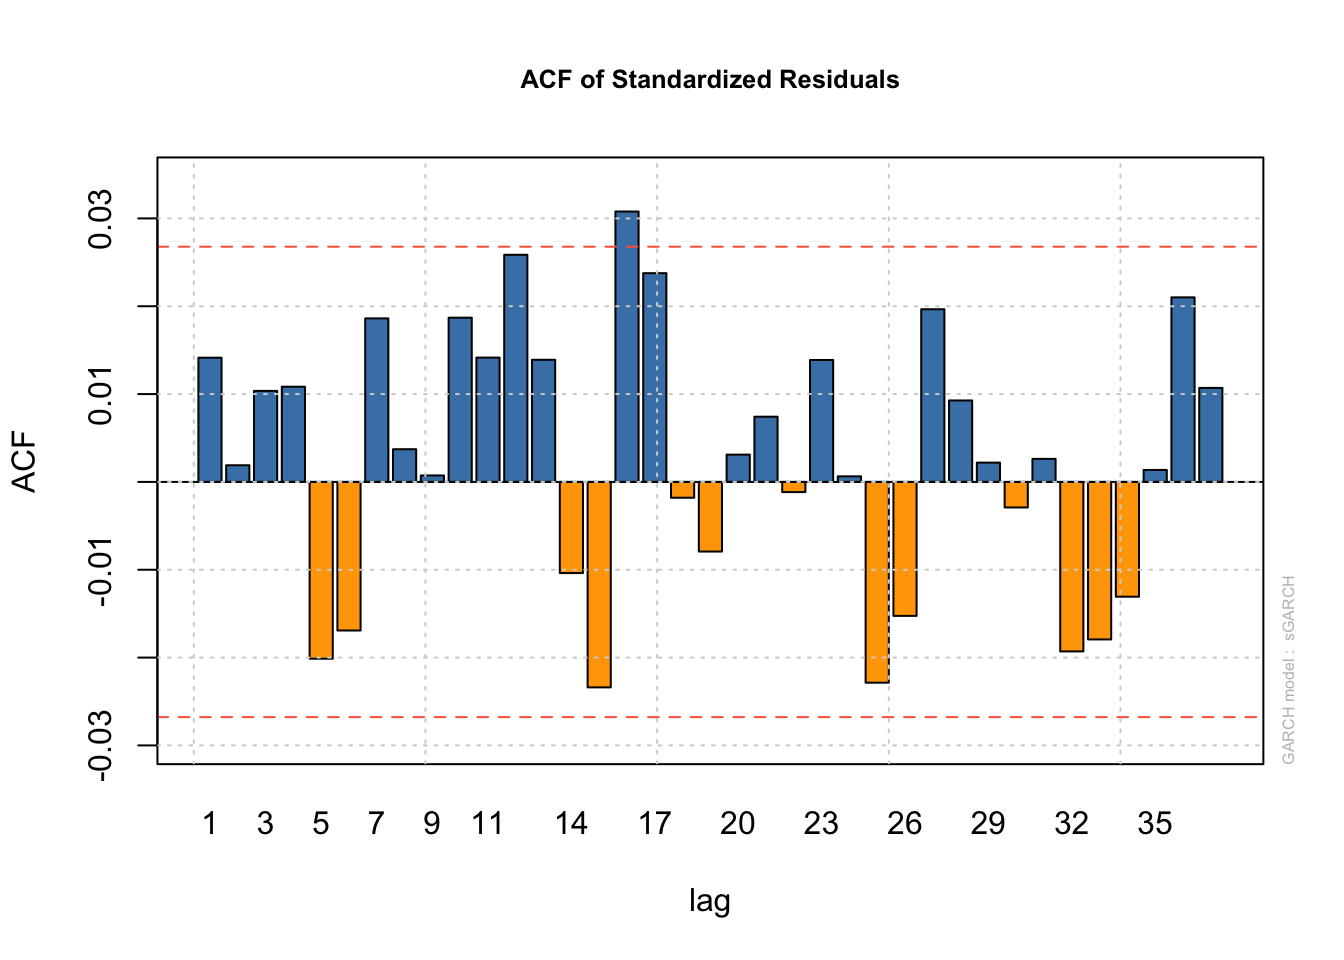 ACF of Standardized Residuals
ACF
0.03
0.01
-0.01
-0.03
1 3 5 7 9 11 14 17 20 23 26 29 32 35
lag
GARCH model : sGARCH